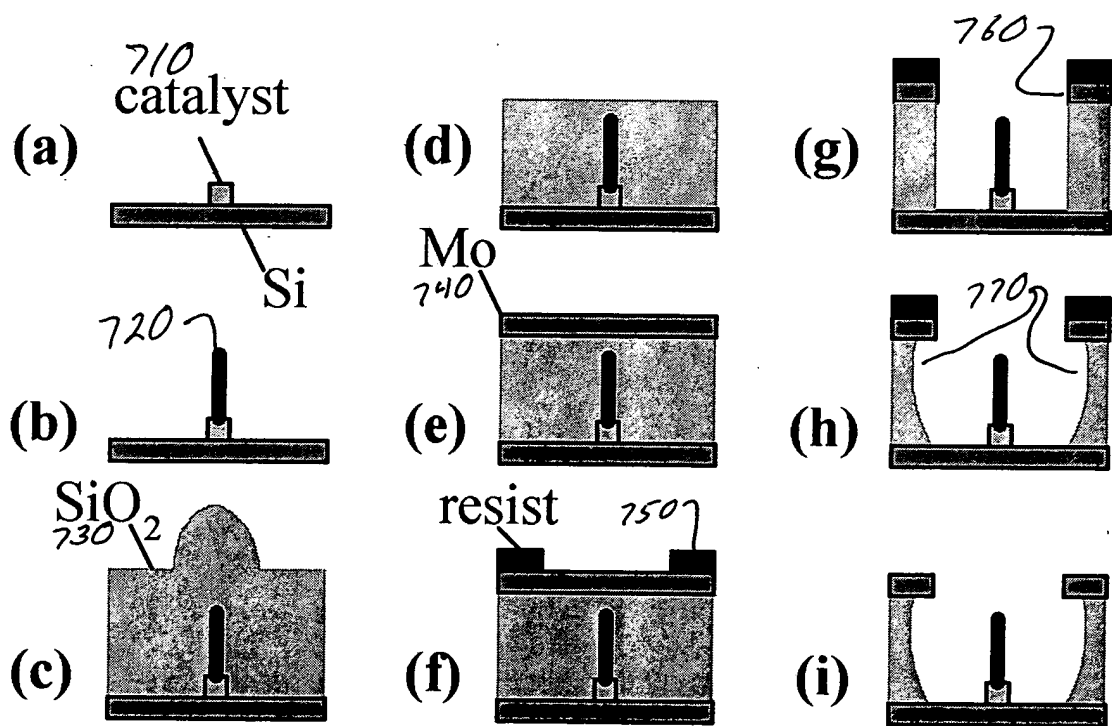 710
catalyst
(a)
Si
720
(b)
SiO2
730
(c)
(d)
Mo
740
(e)
resist
750
(f)
760
(g)
770
(h)
(i)